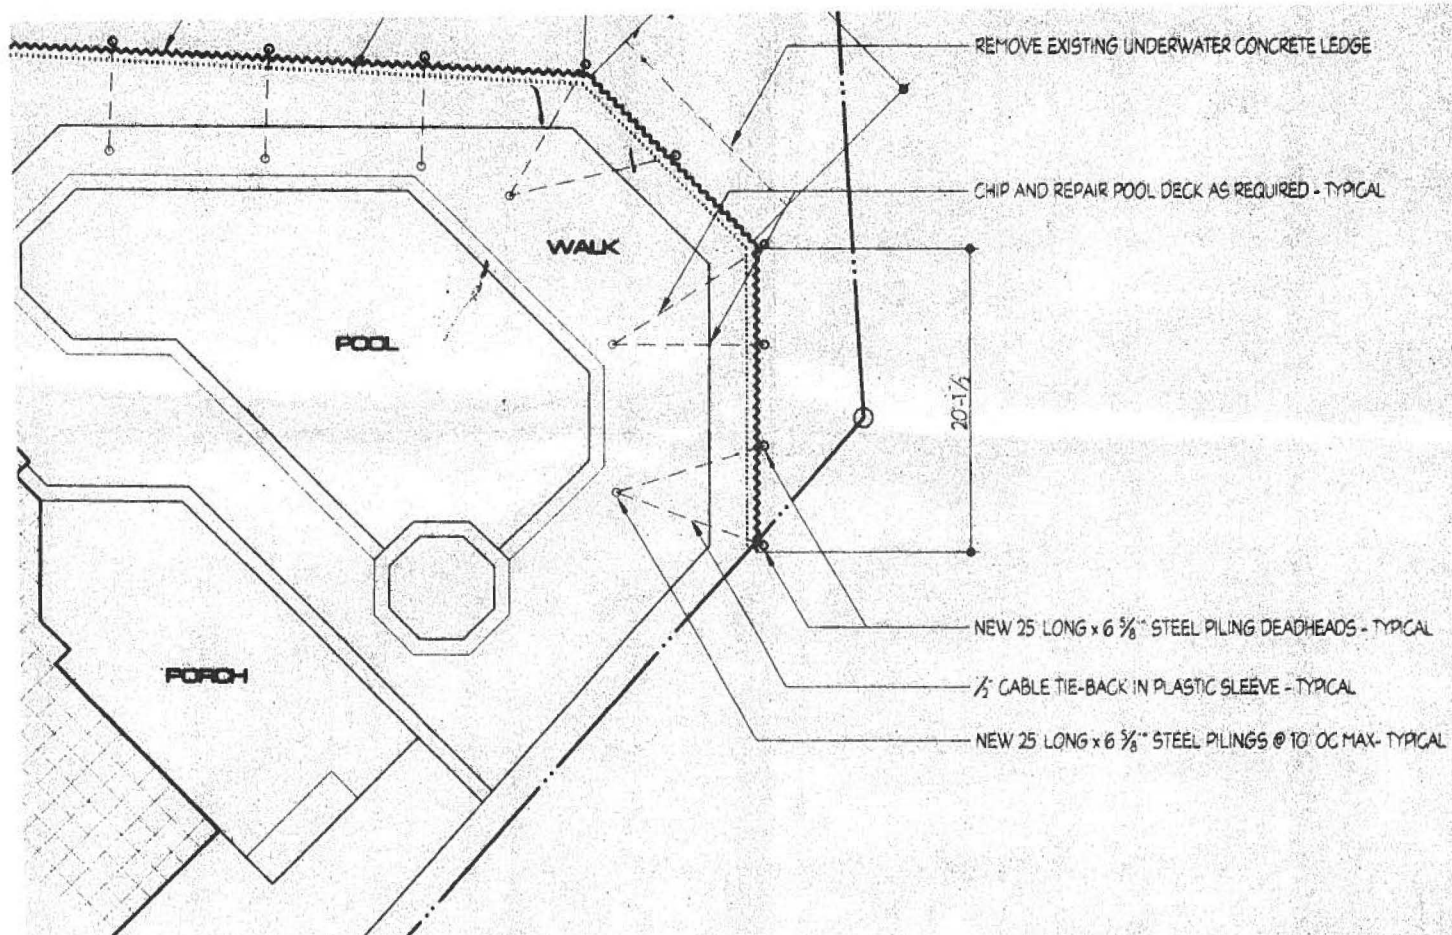 REMOVE EXISTING UNDERWATER CONCRETE LEDGE
CHIP AND REPAIR POOL DECK AS REQUIRED - TYPICAL
WALK
POOL
20'-1½"
NEW 25 LONG x 6 ⅝" STEEL PILING DEADHEADS - TYPICAL
PORCH
½" CABLE TIE-BACK IN PLASTIC SLEEVE - TYPICAL
NEW 25 LONG x 6 ⅝" STEEL PILINGS @ 10' OC MAX- TYPICAL